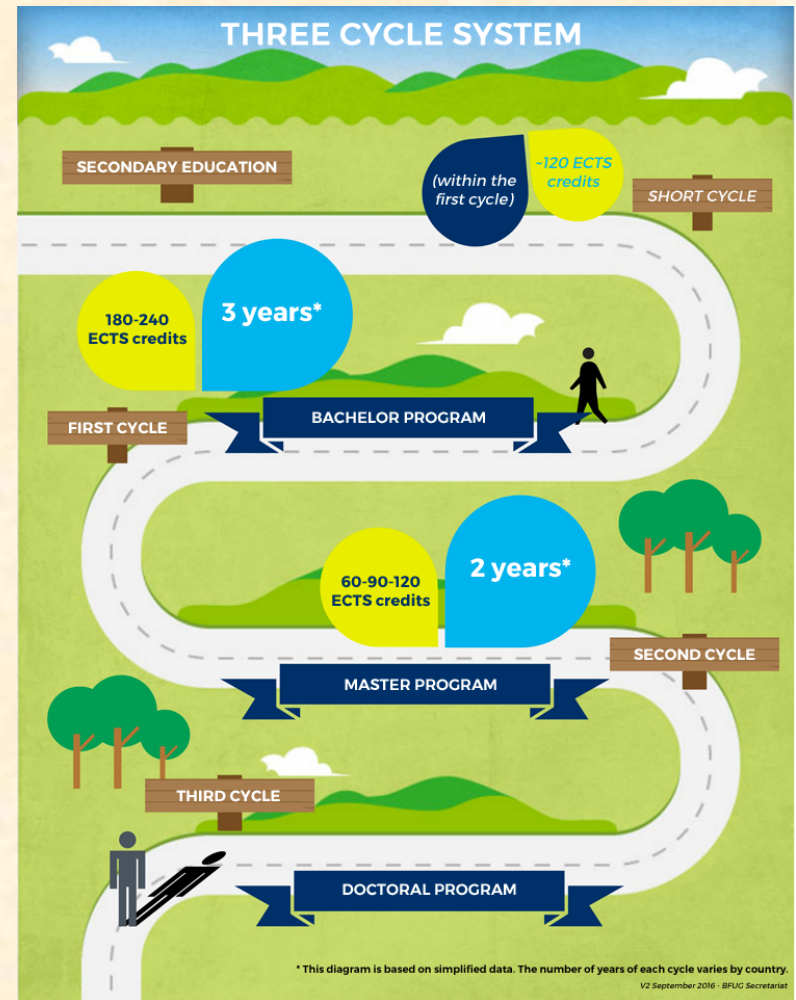 THREE CYCLE SYSTEM
SECONDARY EDUCATION
(within the
first cycle)
~120 ECTS
credits
SHORT CYCLE
180-240
ECTS credits
3 years*
FIRST CYCLE
BACHELOR PROGRAM
60-90-120
ECTS credits
2 years*
SECOND CYCLE
MASTER PROGRAM
THIRD CYCLE
DOCTORAL PROGRAM
* This diagram is based on simplified data. The number of years of each cycle varies by country.
V2 September 2016 - BFUG Secretariat